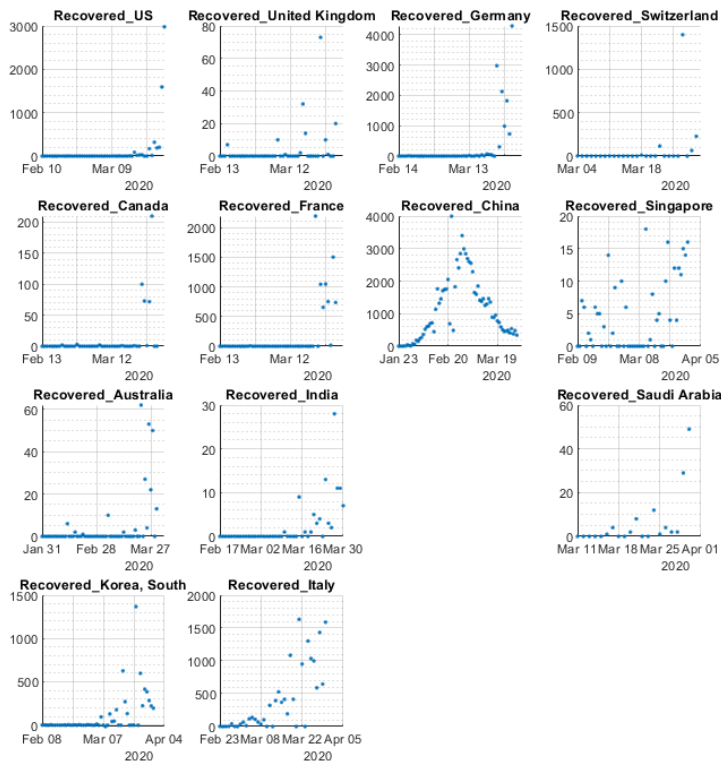 Recovered_US Recovered_United Kingdom Recovered_Germany Recovered_Switzerland
3000 80 4000 1500
2000 60 3000 1000
1000 40 2000 500
0 20 1000 0
0 0
Feb 10 Mar 09 Feb 13 Mar 12 Feb 14 Mar 13 Mar 04 Mar 18
2020 2020 2020 2020
Recovered_Canada Recovered_France Recovered_China Recovered_Singapore
200 2000 4000 20
150 1500 3000 15
100 1000 2000 10
50 500 1000 5
0 0 0 0
Feb 13 Mar 12 Feb 13 Mar 12 Jan 23 Feb 20 Mar 19 Feb 09 Mar 08 Apr 05
2020 2020 2020 2020
Recovered_Australia Recovered_India Recovered_Saudi Arabia
60 30 60
40 20 40
20 10 20
0 0 0
Jan 31 Feb 28 Mar 27 Feb 17 Mar 02 Mar 16 Mar 30 Mar 11 Mar 18 Mar 25 Apr 01
2020 2020 2020
Recovered_Korea, South Recovered_Italy
1500 2000
1000 1500
500 1000
0 500
0
Feb 08 Mar 07 Apr 04 Feb 23 Mar 08 Mar 22 Apr 05
2020 2020